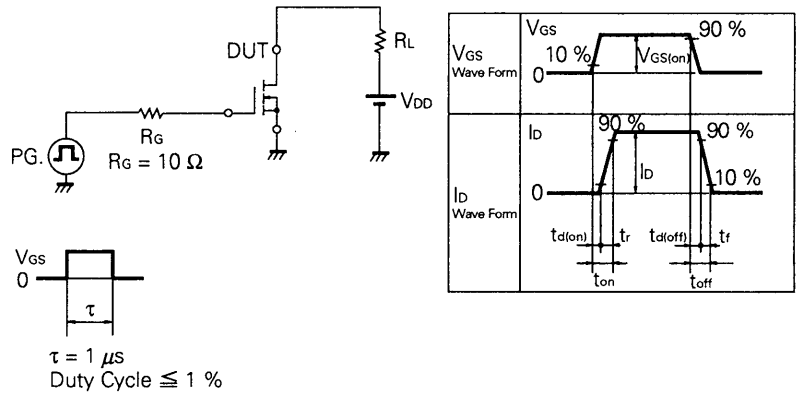 DUT
RL
VDD
RG
RG = 10 Ω
PG.
VGS
0
τ
τ = 1 μs
Duty Cycle ≦ 1 %
VGS
Wave Form
VGS
10 %
90 %
VGS(on)
0
ID
Wave Form
ID
90 %
90 %
ID
10 %
0
td(on)
tr
td(off)
tf
ton
toff